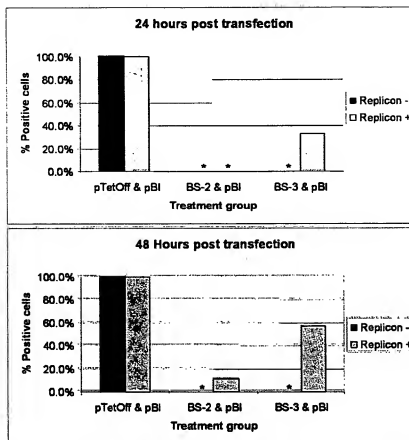 24 hours post transfection
% Positive cells
100.0%
80.0%
60.0%
40.0%
20.0%
0.0%
* * *
pTetOff & pBI BS-2 & pBI BS-3 & pBI
Treatment group
Replicon -
Replicon +
48 Hours post transfection
% Positive cells
100.0%
80.0%
60.0%
40.0%
20.0%
0.0%
* *
pTetOff & pBI BS-2 & pBI BS-3 & pBI
Treatment group
Replicon -
Replicon +